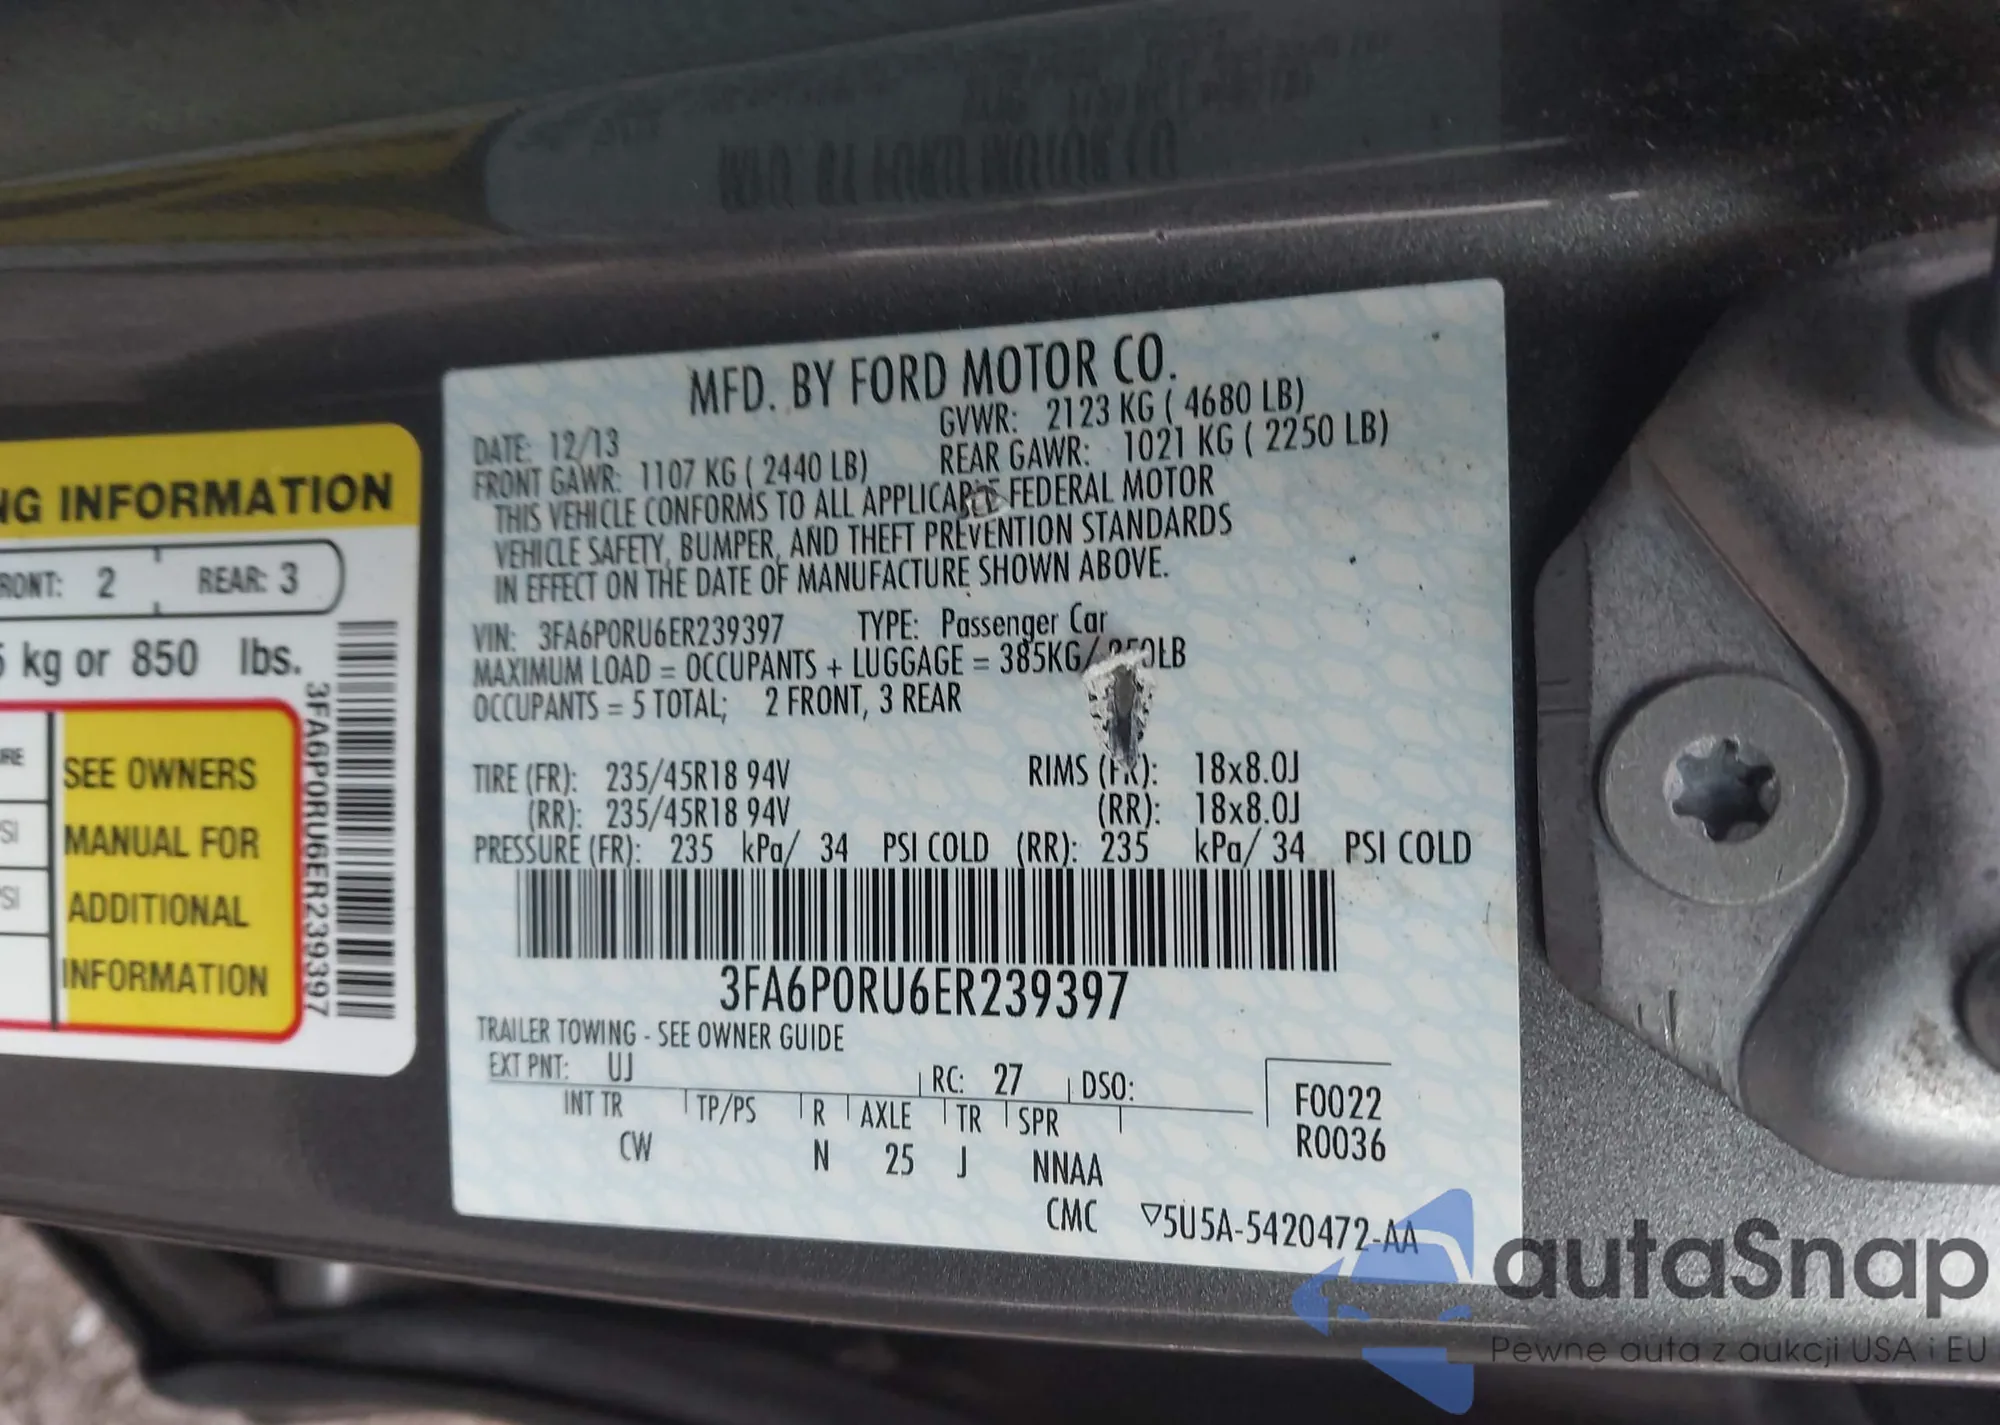 NG INFORMATION
RONT: 2 REAR: 3
kg or 850 lbs.
SEE OWNERS
MANUAL FOR
ADDITIONAL
INFORMATION
3FA6P0RU6ER239397
MFD. BY FORD MOTOR CO.
DATE: 12/13 GVWR: 2123 KG ( 4680 LB)
FRONT GAWR: 1107 KG ( 2440 LB) REAR GAWR: 1021 KG ( 2250 LB)
THIS VEHICLE CONFORMS TO ALL APPLICABLE FEDERAL MOTOR
VEHICLE SAFETY, BUMPER, AND THEFT PREVENTION STANDARDS
IN EFFECT ON THE DATE OF MANUFACTURE SHOWN ABOVE.
VIN: 3FA6P0RU6ER239397 TYPE: Passenger Car
MAXIMUM LOAD = OCCUPANTS + LUGGAGE = 385KG/ 850LB
OCCUPANTS = 5 TOTAL; 2 FRONT, 3 REAR
TIRE (FR): 235/45R18 94V RIMS (FR): 18x8.0J
(RR): 235/45R18 94V (RR): 18x8.0J
PRESSURE (FR): 235 kPa/ 34 PSI COLD (RR): 235 kPa/ 34 PSI COLD
3FA6P0RU6ER239397
TRAILER TOWING - SEE OWNER GUIDE
EXT PNT: UJ RC: 27 DSO:
INT TR TP/PS R AXLE TR SPR
CW N 25 J NNAA
F0022
R0036
CMC ▽5U5A-5420472-AA
autaSnap
Pewne auta z aukcji USA i EU